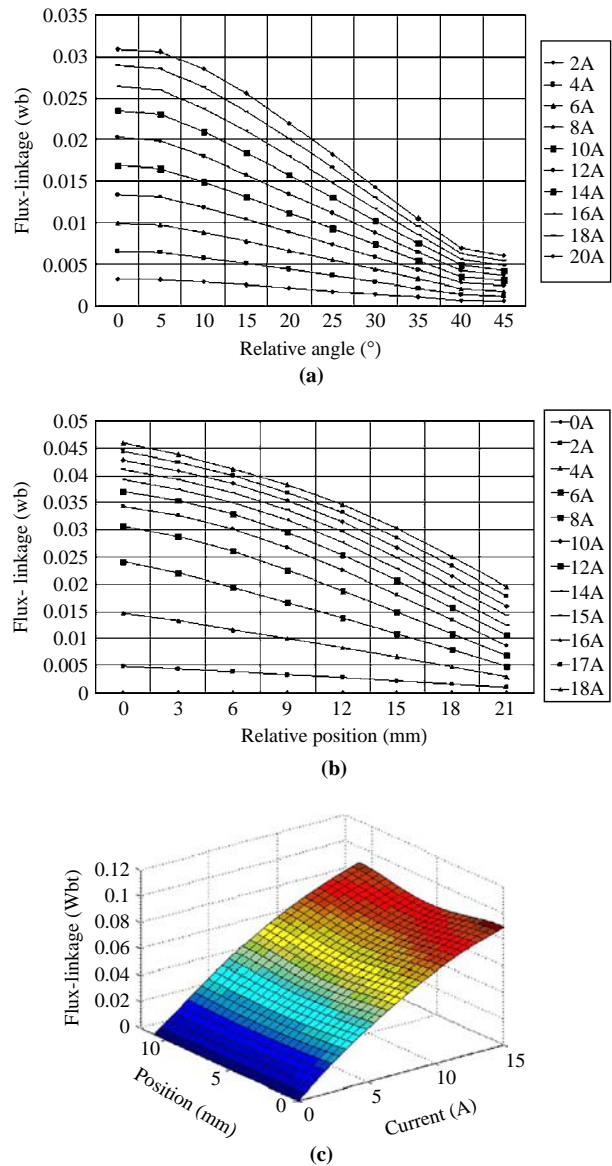 0.035
0.03
0.025
0.02
0.015
0.01
0.005
0
Flux-linkage (wb)
0 5 10 15 20 25 30 35 40 45
Relative angle (°)
2A
4A
6A
8A
10A
12A
14A
16A
18A
20A
(a)
0.05
0.045
0.04
0.035
0.03
0.025
0.02
0.015
0.01
0.005
0
Flux- linkage (wb)
0 3 6 9 12 15 18 21
Relative position (mm)
0A
2A
4A
6A
8A
10A
12A
14A
15A
16A
17A
18A
(b)
0.12
0.1
0.08
0.06
0.04
0.02
0
Flux-linkage (Wbt)
10
5
0
Position (mm)
0
5
10
15
Current (A)
(c)